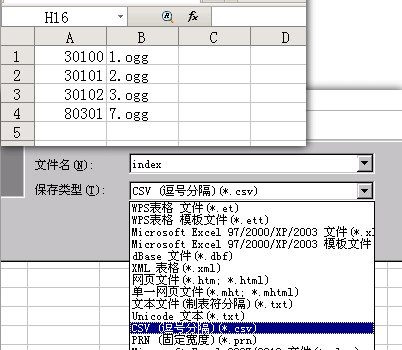 H16 fx
A B C D
1 30100 1.ogg
2 30101 2.ogg
3 30102 3.ogg
4 80301 7.ogg
5
文件名(N): index
保存类型(T): CSV (逗号分隔)(*.csv)
WPS表格 文件(*.et)
WPS表格 模板文件(*.ett)
Microsoft Excel 97/2000/XP/2003 文件(*.xl
Microsoft Excel 97/2000/XP/2003 模板文件
dBase 文件(*.dbf)
XML 表格(*.xml)
网页文件(*.htm; *.html)
单一网页文件(*.mht; *.mhtml)
文本文件(制表符分隔)(*.txt)
Unicode 文本(*.txt)
CSV (逗号分隔)(*.csv)
PRN (固定宽度)(*.prn)